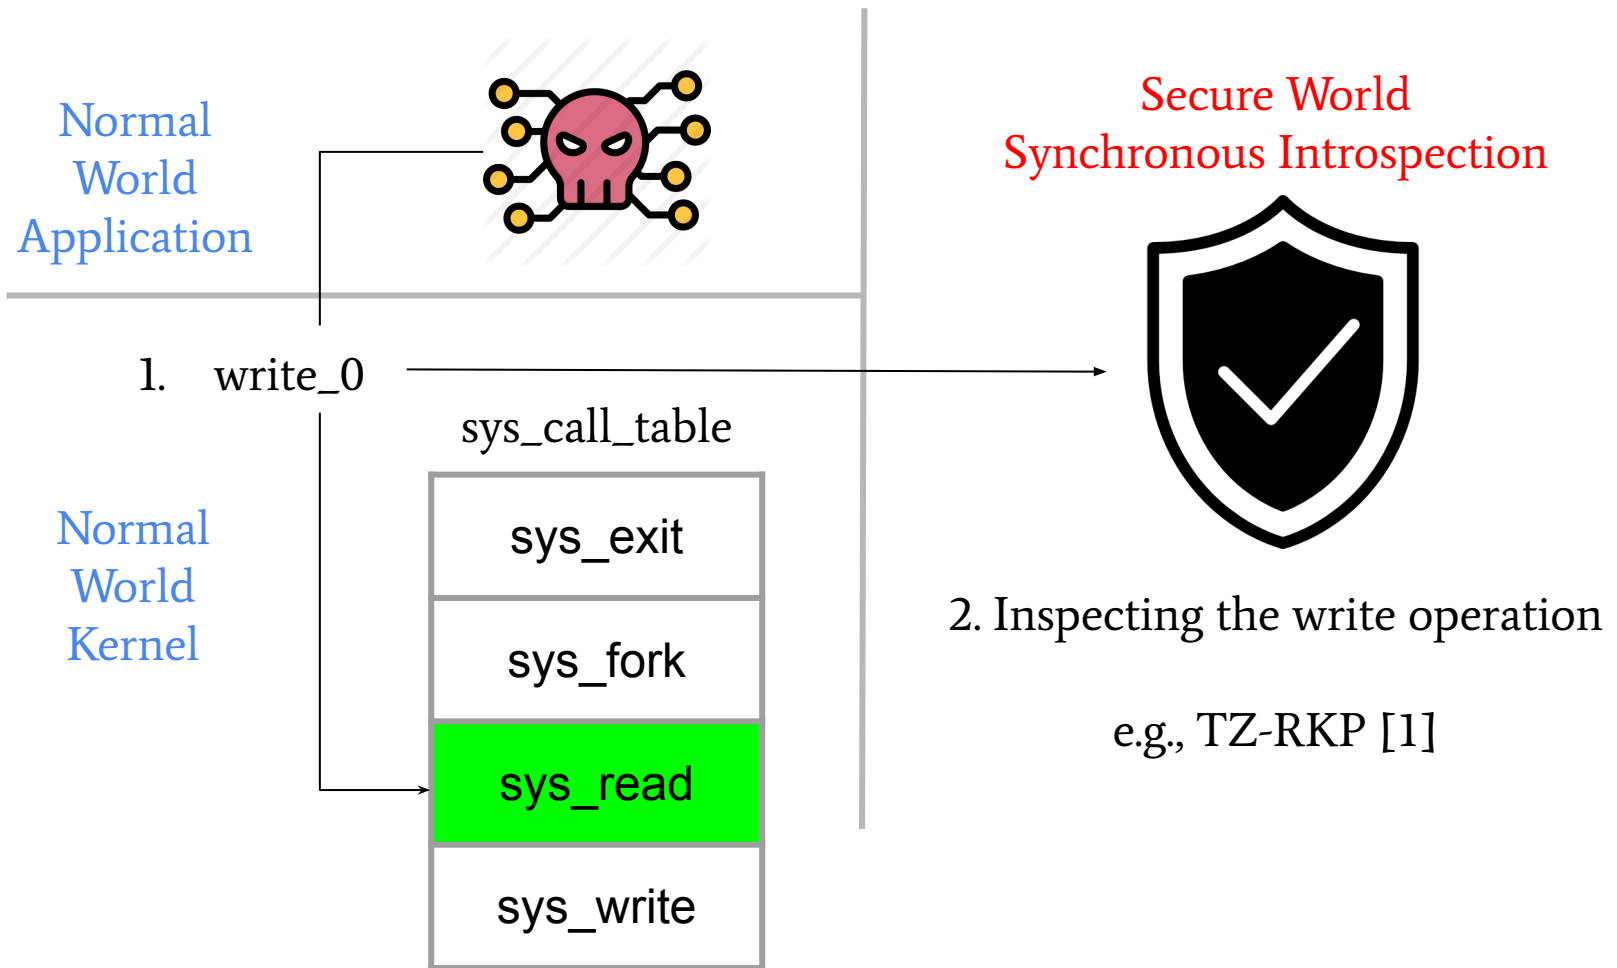 Normal
World
Application
Secure World
Synchronous Introspection
1. write_0
sys_call_table
Normal
World
Kernel
sys_exit
sys_fork
sys_read
sys_write
2. Inspecting the write operation
e.g., TZ-RKP [1]